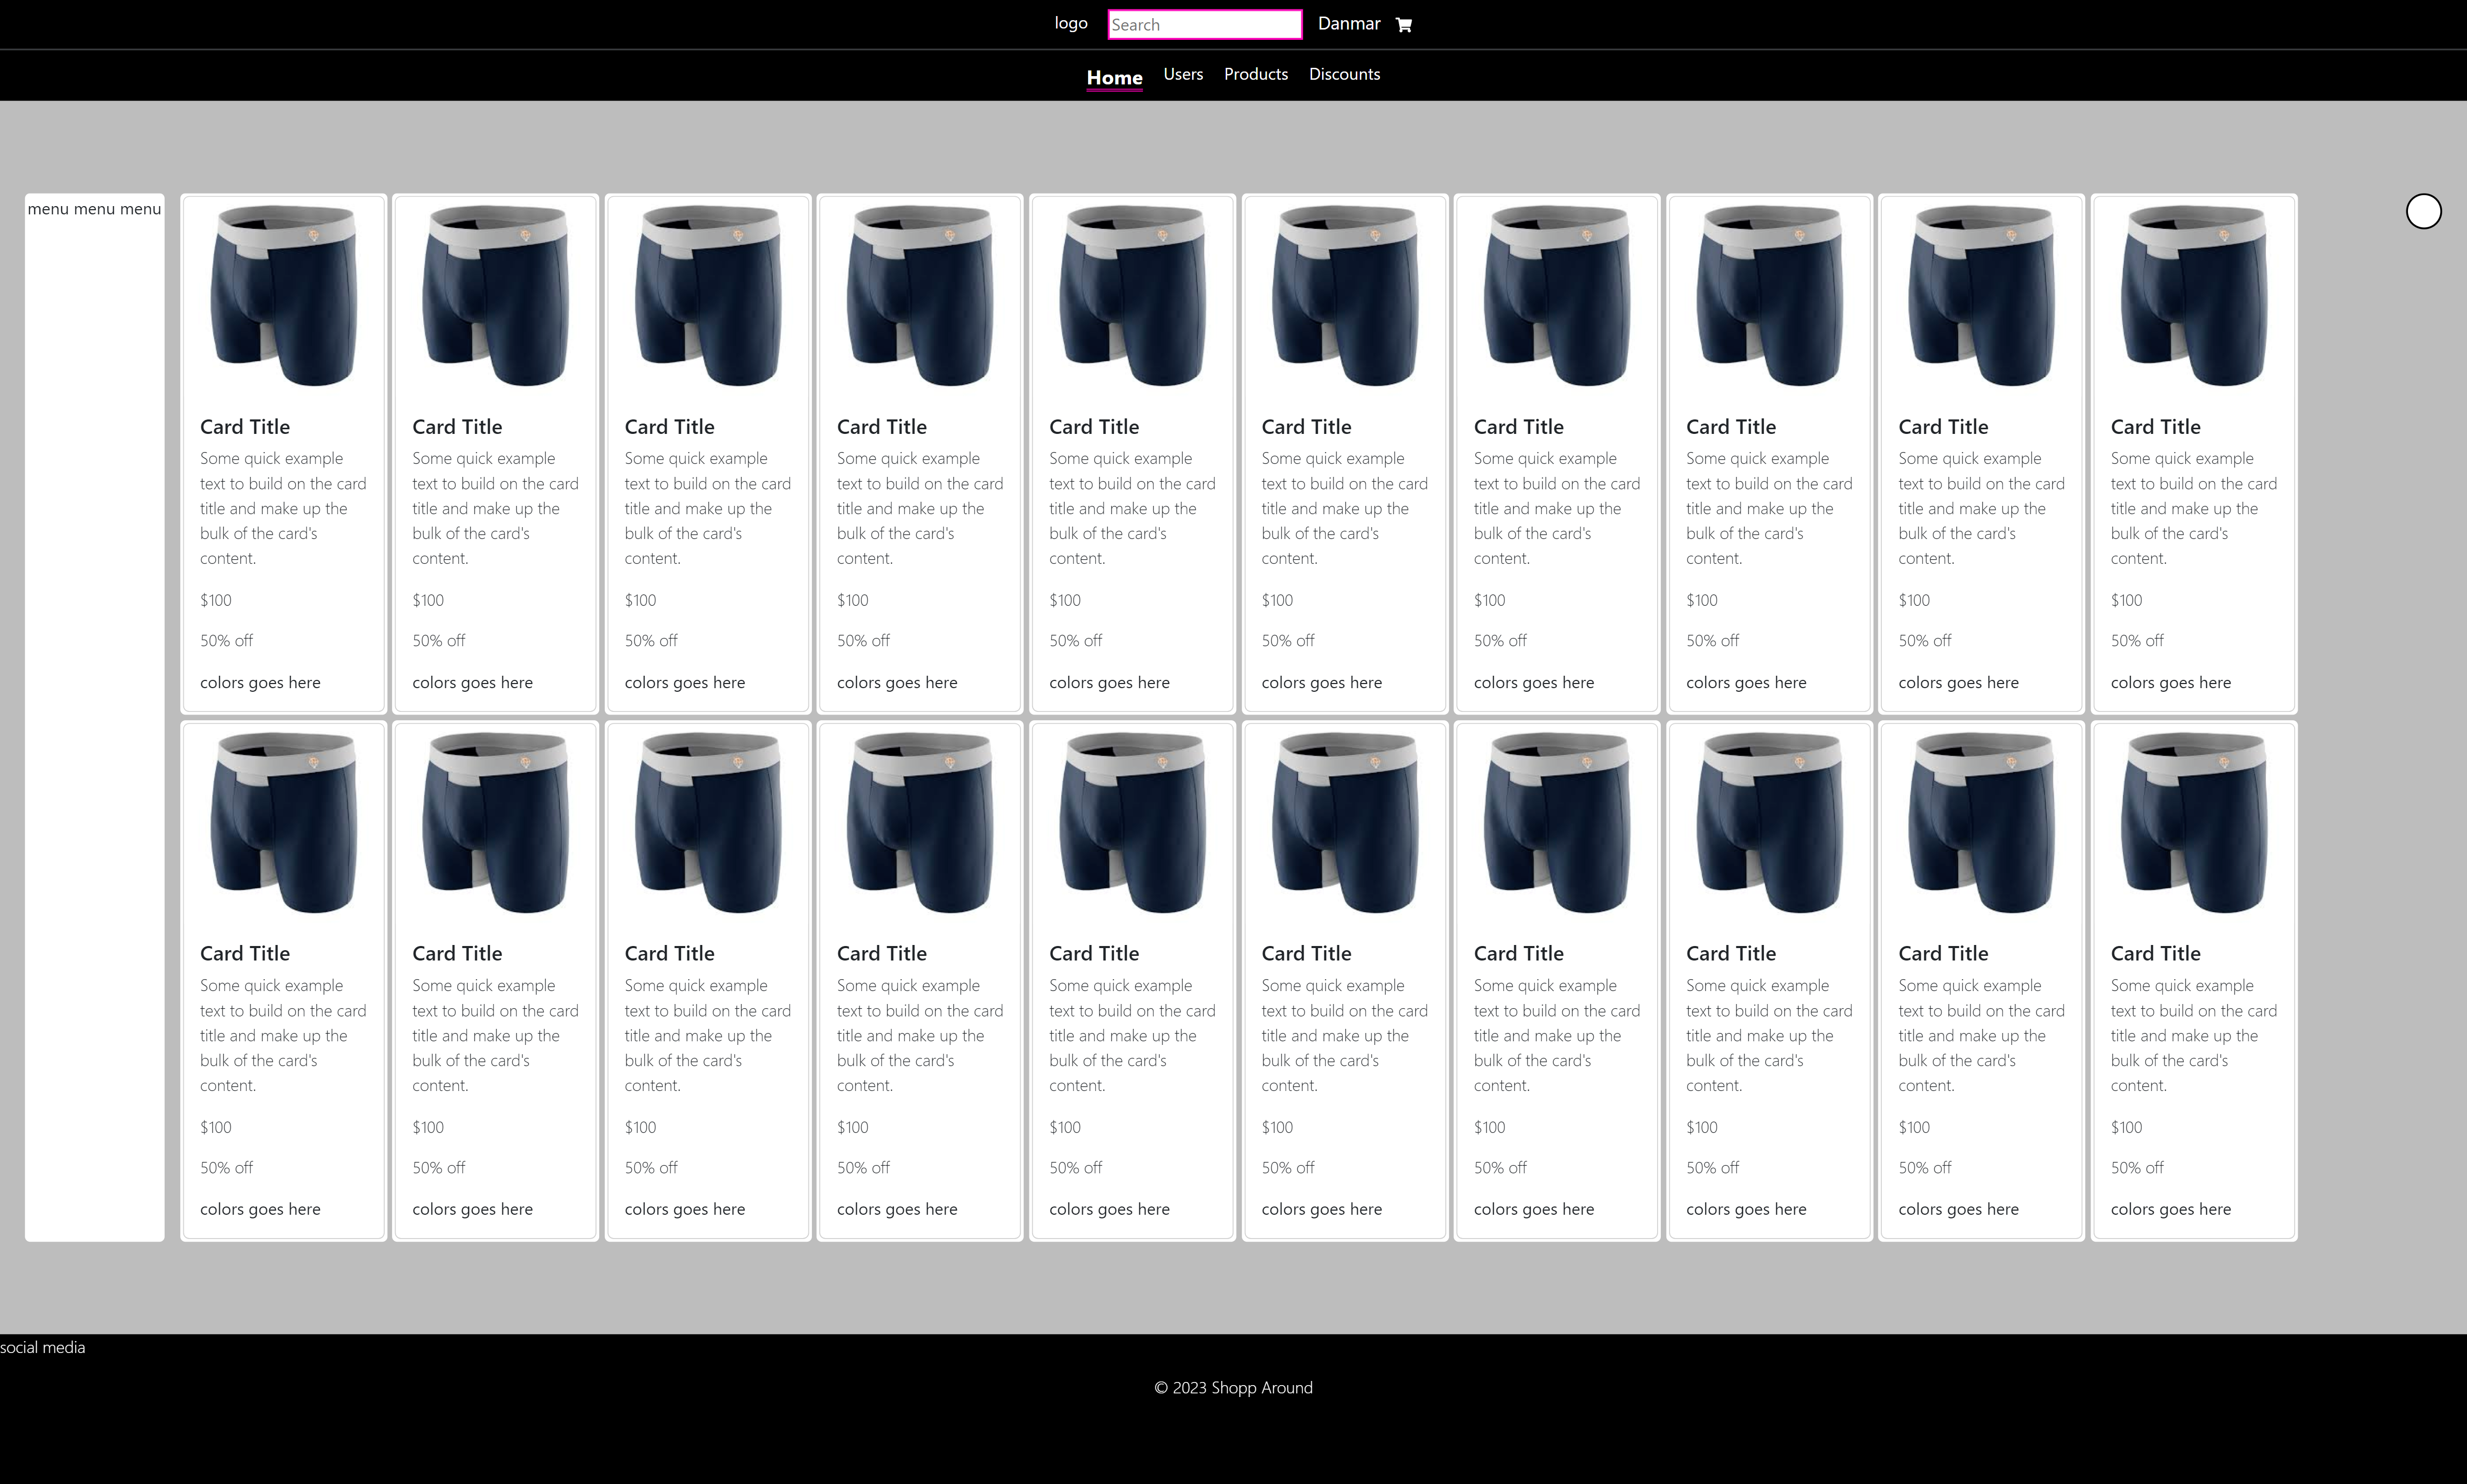 logo Search Danmar
Home Users Products Discounts
menu menu menu
Card Title Card Title Card Title Card Title Card Title Card Title Card Title Card Title Card Title Card Title
Some quick example Some quick example Some quick example Some quick example Some quick example Some quick example Some quick example Some quick example Some quick example Some quick example
text to build on the card text to build on the card text to build on the card text to build on the card text to build on the card text to build on the card text to build on the card text to build on the card text to build on the card text to build on the card
title and make up the title and make up the title and make up the title and make up the title and make up the title and make up the title and make up the title and make up the title and make up the title and make up the
bulk of the card's bulk of the card's bulk of the card's bulk of the card's bulk of the card's bulk of the card's bulk of the card's bulk of the card's bulk of the card's bulk of the card's
content. content. content. content. content. content. content. content. content. content.
$100 $100 $100 $100 $100 $100 $100 $100 $100 $100
50% off 50% off 50% off 50% off 50% off 50% off 50% off 50% off 50% off 50% off
colors goes here colors goes here colors goes here colors goes here colors goes here colors goes here colors goes here colors goes here colors goes here colors goes here
Card Title Card Title Card Title Card Title Card Title Card Title Card Title Card Title Card Title Card Title
Some quick example Some quick example Some quick example Some quick example Some quick example Some quick example Some quick example Some quick example Some quick example Some quick example
text to build on the card text to build on the card text to build on the card text to build on the card text to build on the card text to build on the card text to build on the card text to build on the card text to build on the card text to build on the card
title and make up the title and make up the title and make up the title and make up the title and make up the title and make up the title and make up the title and make up the title and make up the title and make up the
bulk of the card's bulk of the card's bulk of the card's bulk of the card's bulk of the card's bulk of the card's bulk of the card's bulk of the card's bulk of the card's bulk of the card's
content. content. content. content. content. content. content. content. content. content.
$100 $100 $100 $100 $100 $100 $100 $100 $100 $100
50% off 50% off 50% off 50% off 50% off 50% off 50% off 50% off 50% off 50% off
colors goes here colors goes here colors goes here colors goes here colors goes here colors goes here colors goes here colors goes here colors goes here colors goes here
social media
© 2023 Shopp Around